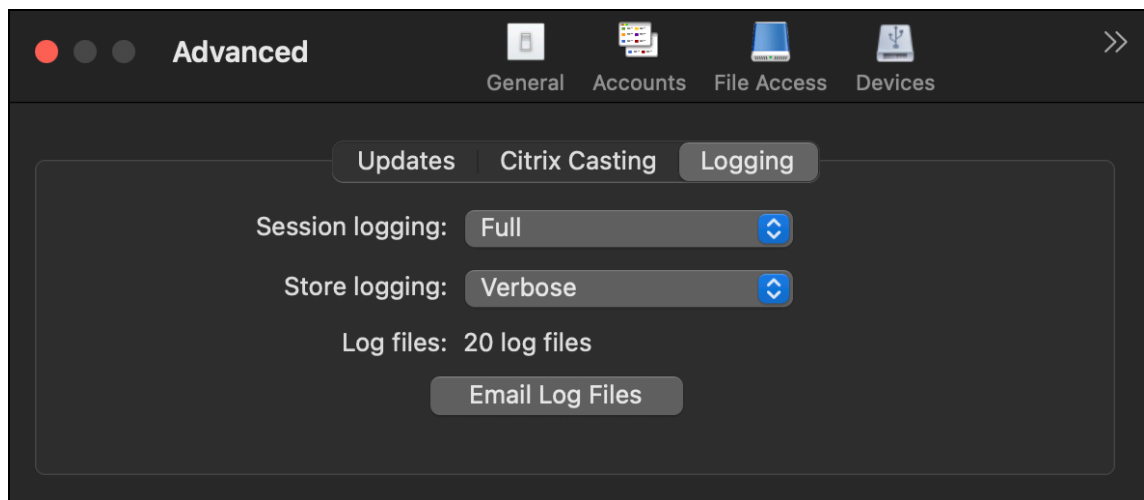 Advanced
General Accounts File Access Devices
Updates Citrix Casting Logging
Session logging: Full
Store logging: Verbose
Log files: 20 log files
Email Log Files